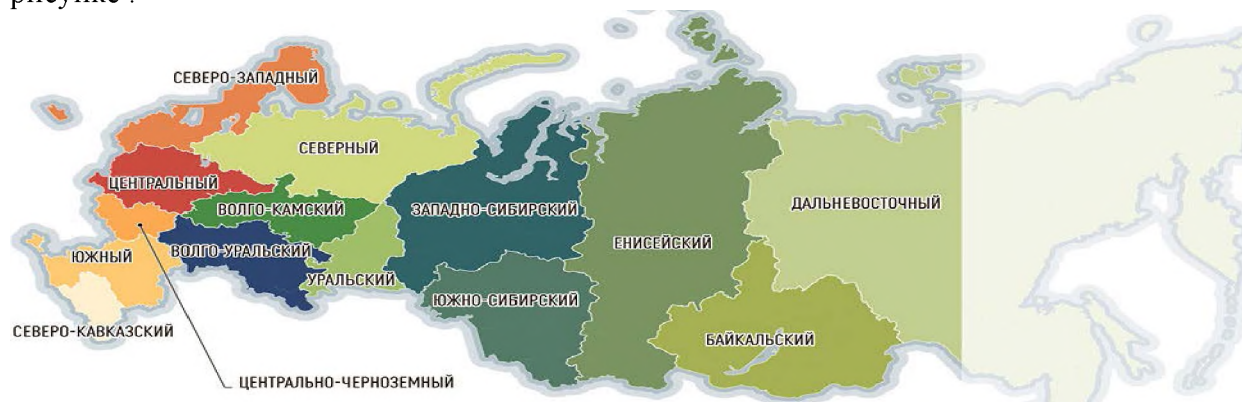 рисунке .
СЕВЕРО-ЗАПАДНЫЙ
СЕВЕРНЫЙ
ЦЕНТРАЛЬНЫЙ
ВОЛГО-КАМСКИЙ
ЗАПАДНО-СИБИРСКИЙ
ДАЛЬНЕВОСТОЧНЫЙ
ЕНИСЕЙСКИЙ
ЮЖНЫЙ
ВОЛГО-УРАЛЬСКИЙ
УРАЛЬСКИЙ
ЮЖНО-СИБИРСКИЙ
СЕВЕРО-КАВКАЗСКИЙ
БАЙКАЛЬСКИЙ
ЦЕНТРАЛЬНО-ЧЕРНОЗЕМНЫЙ